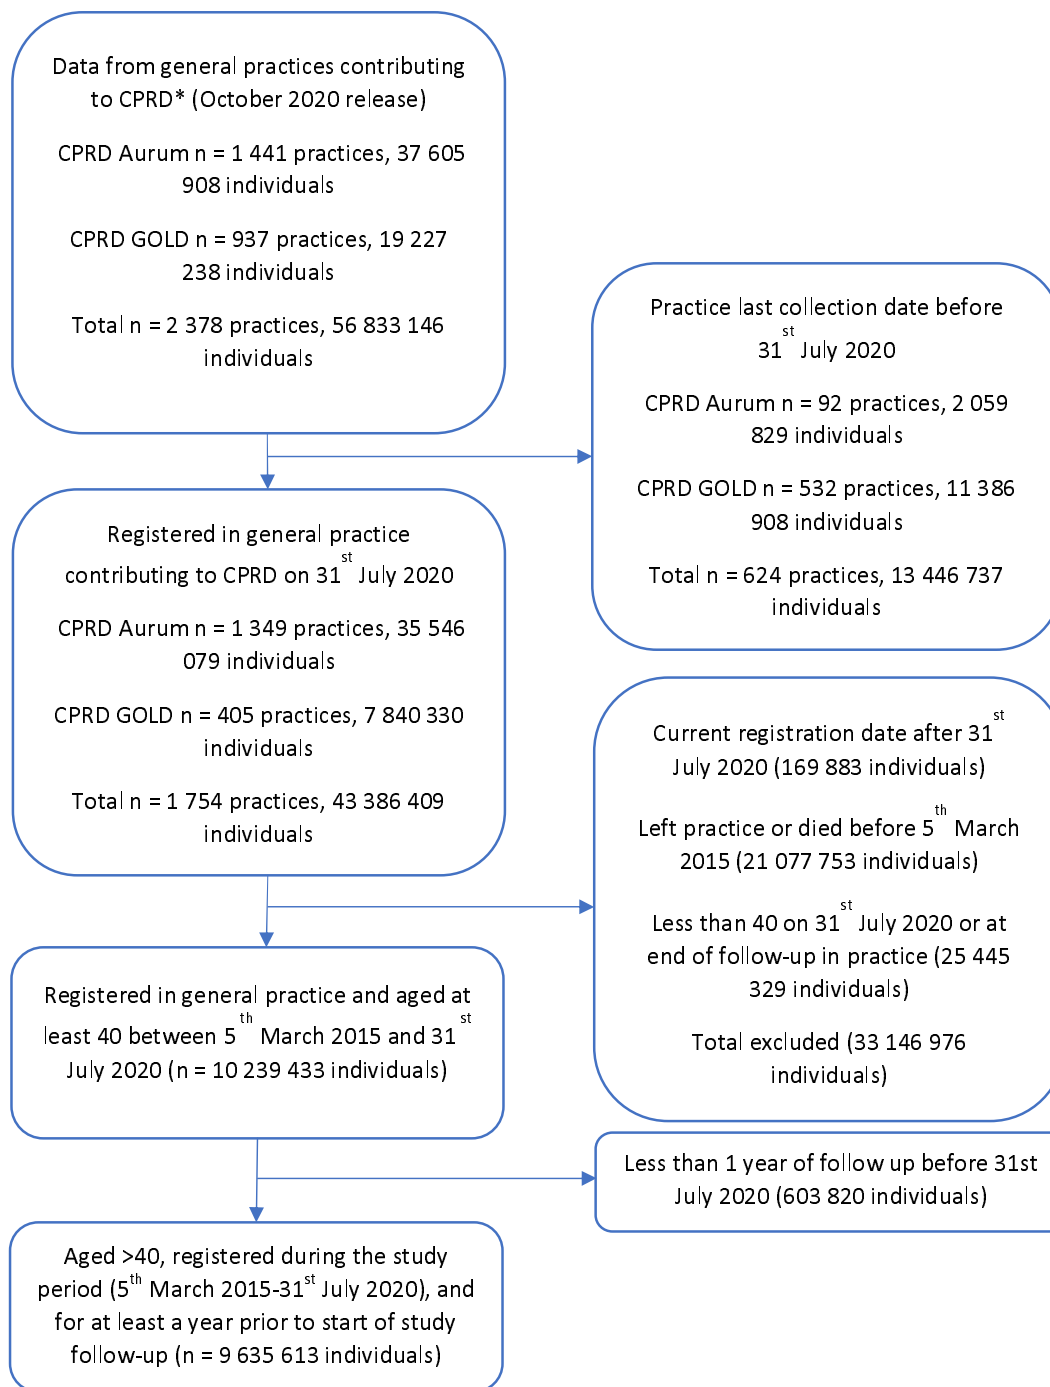 Data from general practices contributing
to CPRD* (October 2020 release)
CPRD Aurum n = 1 441 practices, 37 605
908 individuals
CPRD GOLD n = 937 practices, 19 227
238 individuals
Total n = 2 378 practices, 56 833 146
individuals
Practice last collection date before
31st July 2020
CPRD Aurum n = 92 practices, 2 059
829 individuals
CPRD GOLD n = 532 practices, 11 386
908 individuals
Total n = 624 practices, 13 446 737
individuals
Registered in general practice
contributing to CPRD on 31st July 2020
CPRD Aurum n = 1 349 practices, 35 546
079 individuals
CPRD GOLD n = 405 practices, 7 840 330
individuals
Total n = 1 754 practices, 43 386 409
individuals
Current registration date after 31st
July 2020 (169 883 individuals)
Left practice or died before 5th March
2015 (21 077 753 individuals)
Less than 40 on 31st July 2020 or at
end of follow-up in practice (25 445
329 individuals)
Total excluded (33 146 976
individuals)
Registered in general practice and aged at
least 40 between 5th March 2015 and 31st
July 2020 (n = 10 239 433 individuals)
Less than 1 year of follow up before 31st
July 2020 (603 820 individuals)
Aged >40, registered during the study
period (5th March 2015-31st July 2020), and
for at least a year prior to start of study
follow-up (n = 9 635 613 individuals)